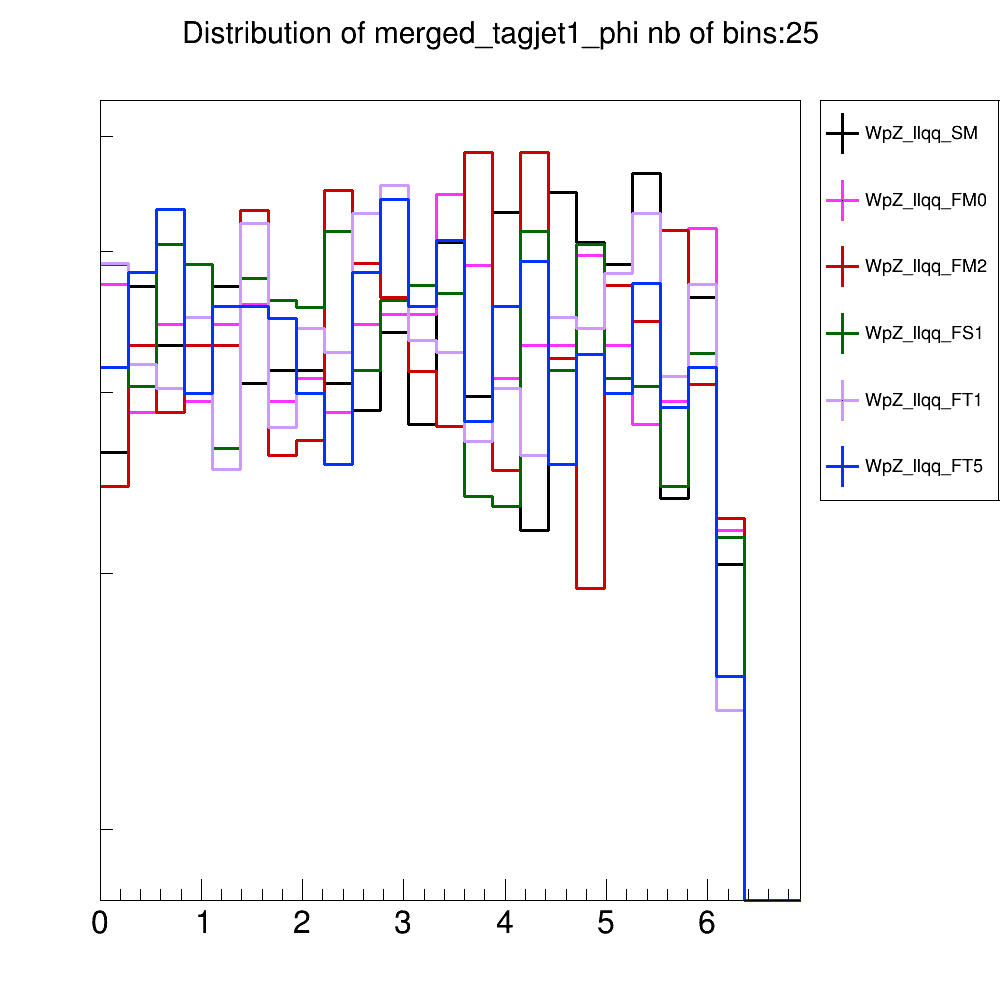 Distribution of merged_tagjet1_phi nb of bins:25
WpZ_llqq_SM
WpZ_llqq_FM0
WpZ_llqq_FM2
WpZ_llqq_FS1
WpZ_llqq_FT1
WpZ_llqq_FT5
0 1 2 3 4 5 6